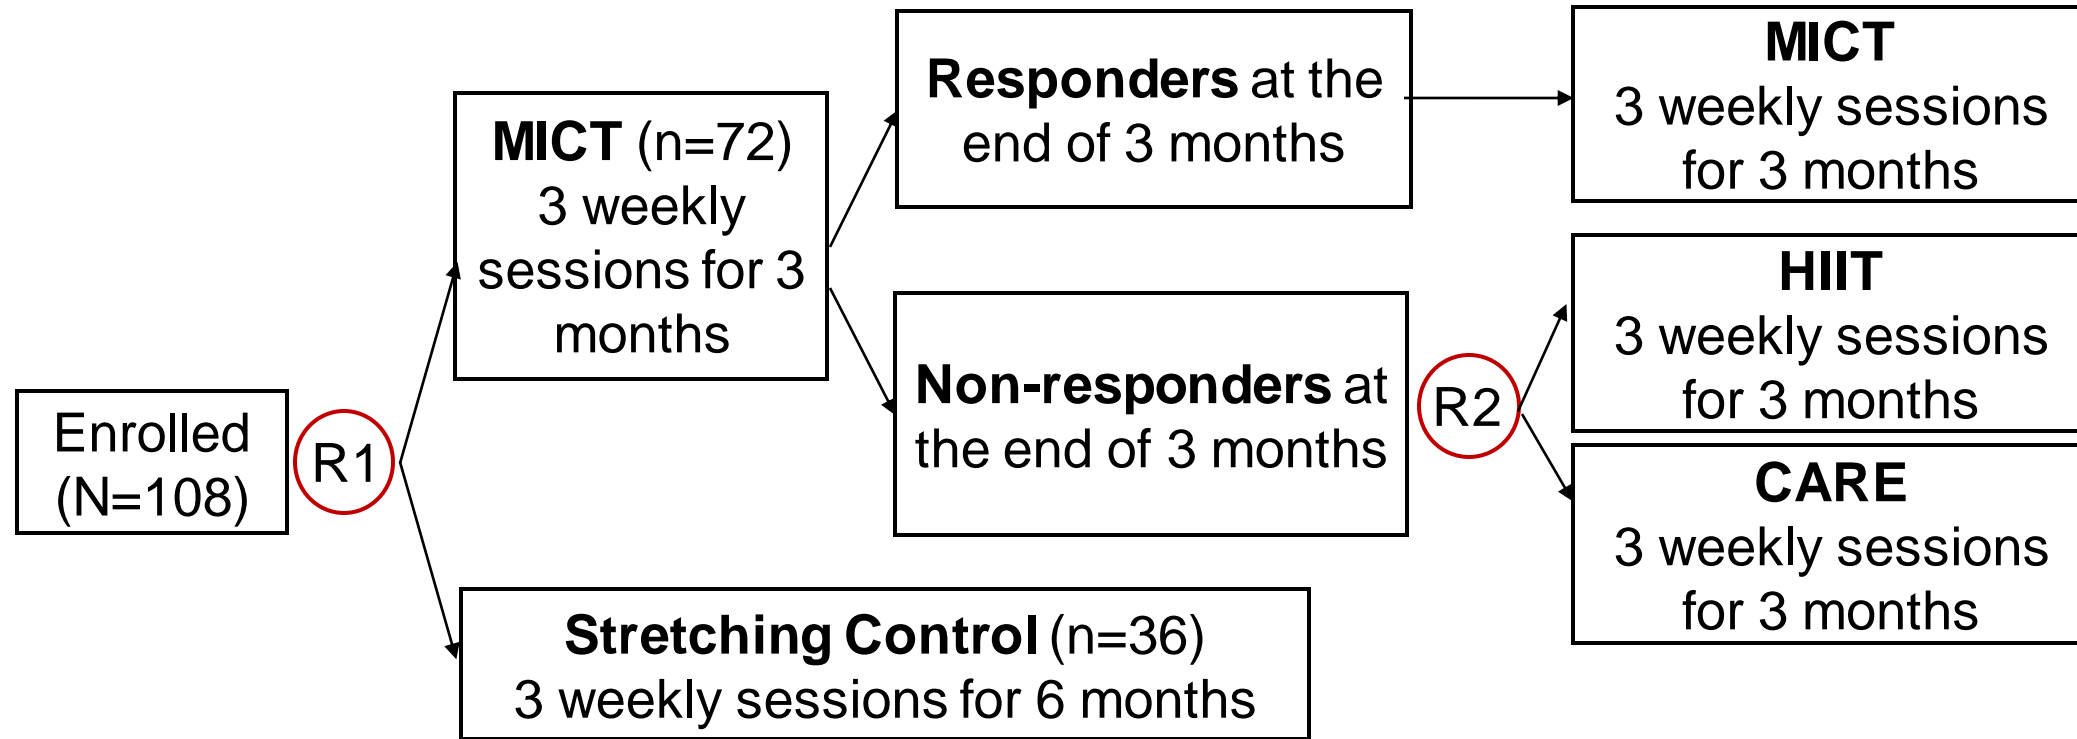 Enrolled
(N=108)
R1
MICT (n=72)
3 weekly
sessions for 3
months
Stretching Control (n=36)
3 weekly sessions for 6 months
Responders at the
end of 3 months
Non-responders at
the end of 3 months
R2
MICT
3 weekly sessions
for 3 months
HIIT
3 weekly sessions
for 3 months
CARE
3 weekly sessions
for 3 months